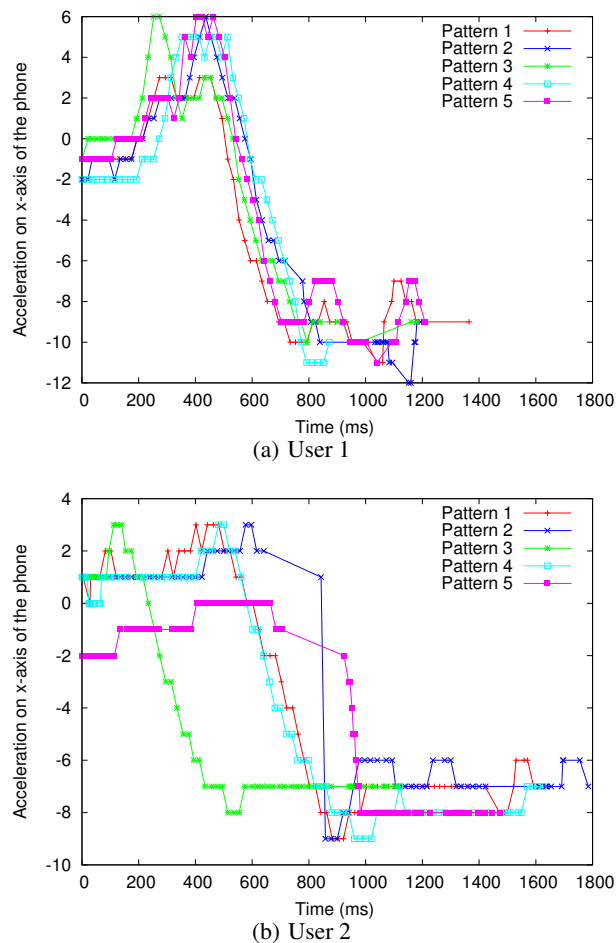 Acceleration on x-axis of the phone
6
4
2
0
-2
-4
-6
-8
-10
-12
Pattern 1
Pattern 2
Pattern 3
Pattern 4
Pattern 5
0 200 400 600 800 1000 1200 1400 1600 1800
Time (ms)
(a) User 1
Acceleration on x-axis of the phone
4
2
0
-2
-4
-6
-8
-10
Pattern 1
Pattern 2
Pattern 3
Pattern 4
Pattern 5
0 200 400 600 800 1000 1200 1400 1600 1800
Time (ms)
(b) User 2